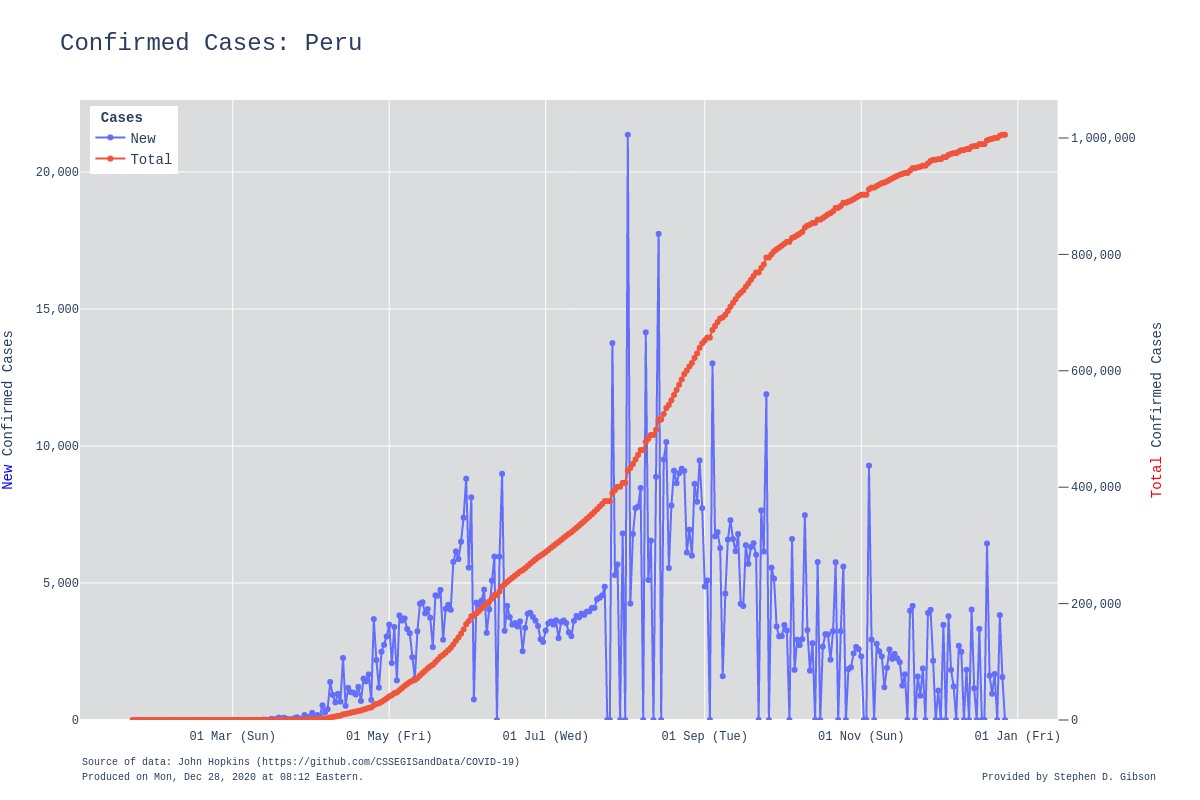 Confirmed Cases: Peru
Cases
New
Total
20,000
15,000
10,000
5,000
0
New Confirmed Cases
1,000,000
800,000
600,000
400,000
200,000
0
Total Confirmed Cases
01 Mar (Sun) 01 May (Fri) 01 Jul (Wed) 01 Sep (Tue) 01 Nov (Sun) 01 Jan (Fri)
Source of data: John Hopkins (https://github.com/CSSEGISandData/COVID-19)
Produced on Mon, Dec 28, 2020 at 08:12 Eastern.
Provided by Stephen D. Gibson